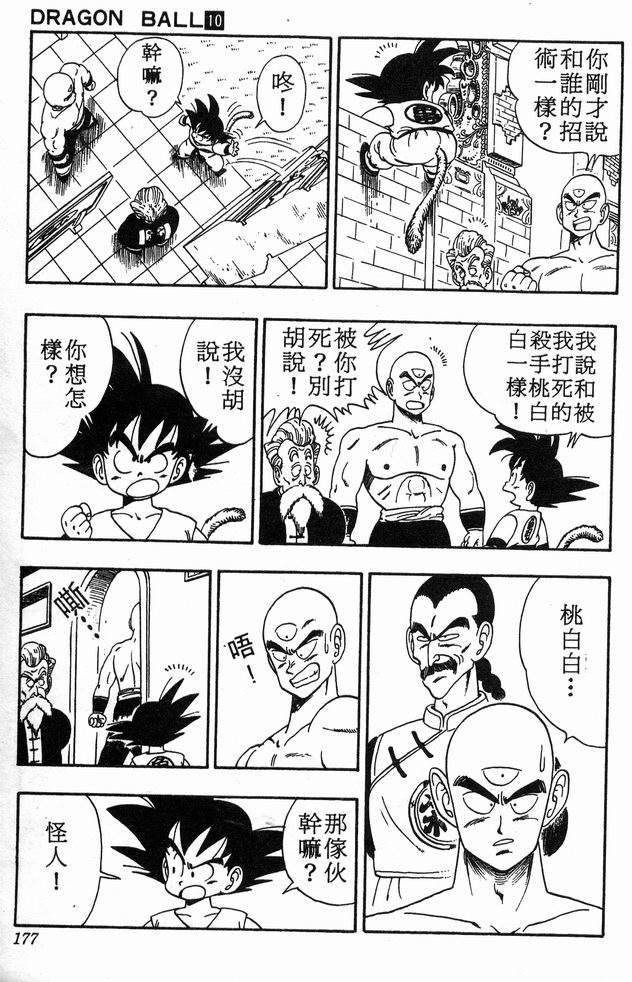 DRAGON BALL 10
你剛才說
和誰的招
術一樣？
咚！
幹嘛？
我說和被
我打死的
殺手桃白
白一樣！
被你打
死？別
胡說！
我沒胡
說！
你想怎
樣？
桃白白…
唔！
嘶…
那傢伙
幹嘛？
怪人！
177